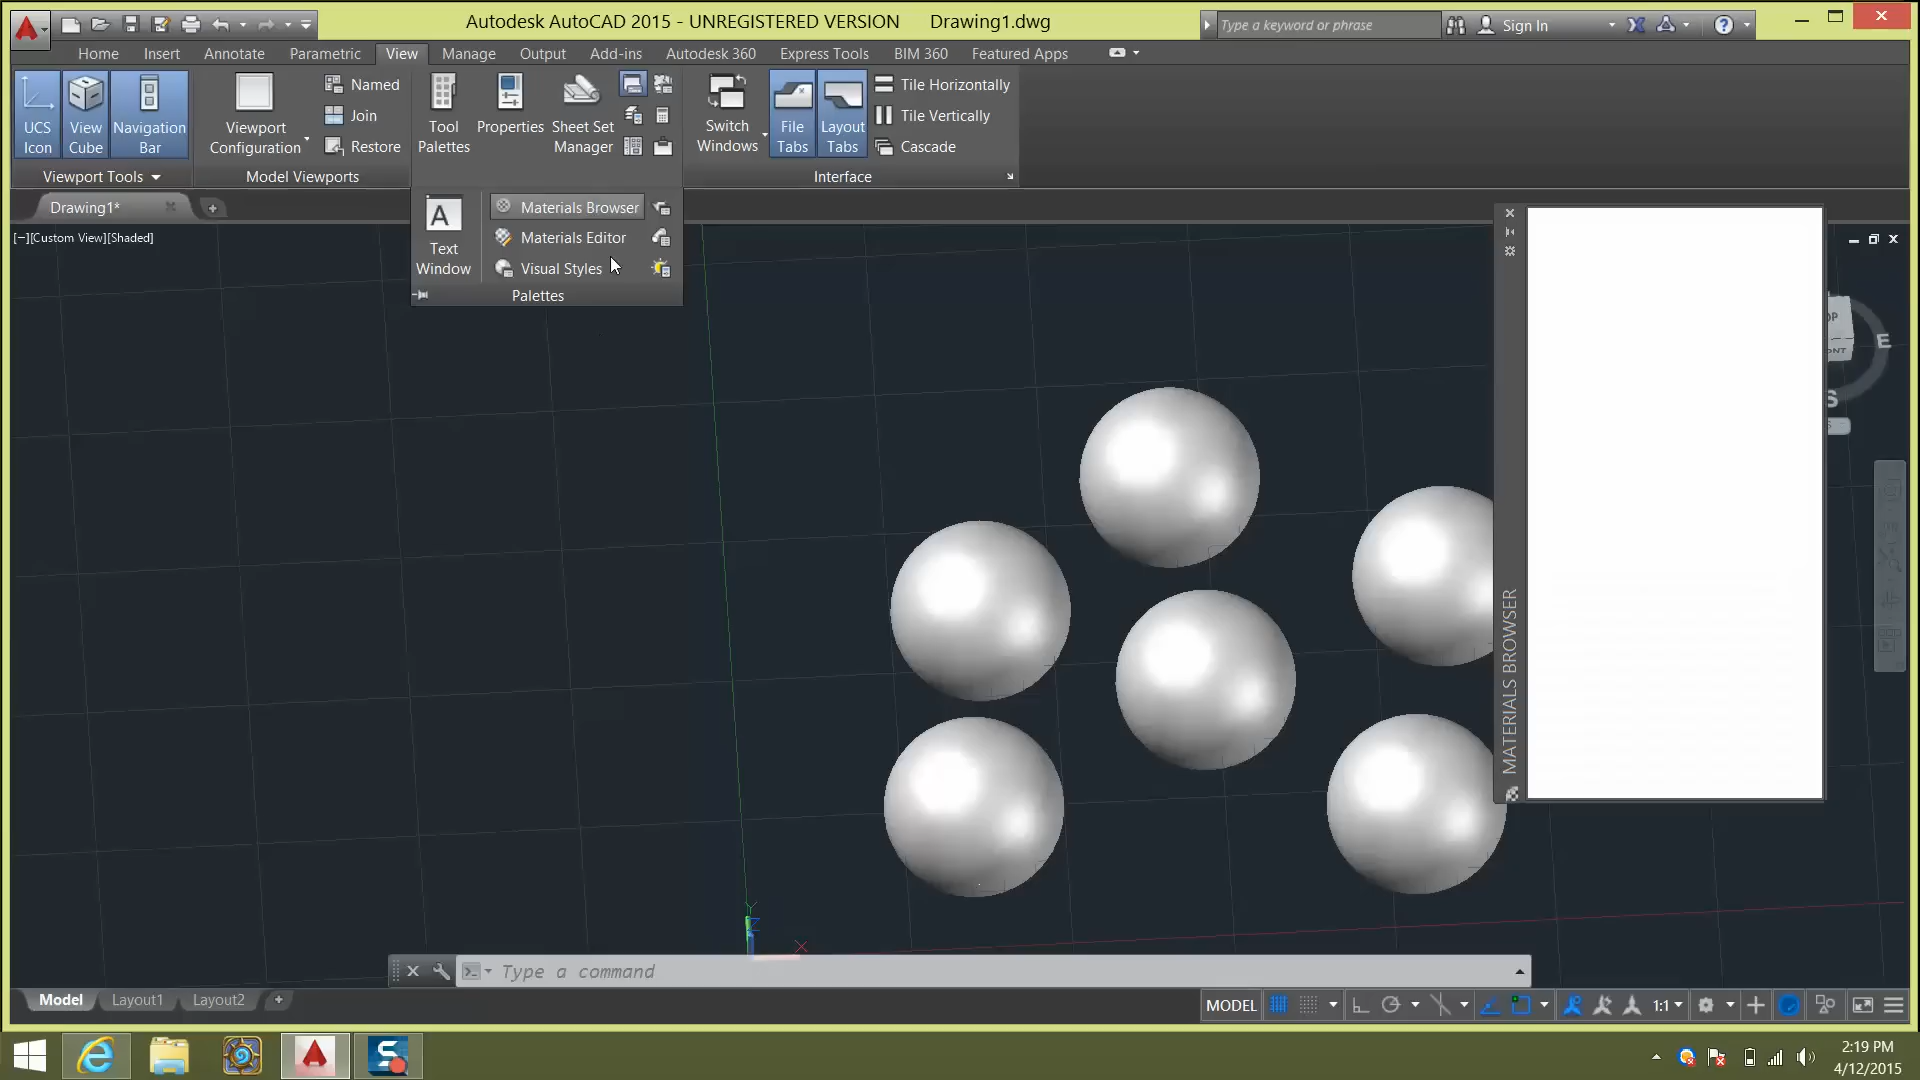 Autodesk AutoCAD 2015 - UNREGISTERED VERSION Drawing1.dwg
Type a keyword or phrase
Sign In
Home Insert Annotate Parametric View Manage Output Add-ins Autodesk 360 Express Tools BIM 360 Featured Apps
UCS Icon
View Cube
Navigation Bar
Viewport Tools
Viewport Configuration
Named
Join
Restore
Model Viewports
Tool Palettes
Properties
Sheet Set Manager
Switch Windows
File Tabs
Layout Tabs
Tile Horizontally
Tile Vertically
Cascade
Interface
Drawing1*
A
Text Window
Materials Browser
Materials Editor
Visual Styles
Palettes
[−][Custom View][Shaded]
MATERIALS BROWSER
E
S
Y
Z
X
Type a command
Model Layout1 Layout2
MODEL
1:1
2:19 PM
4/12/2015